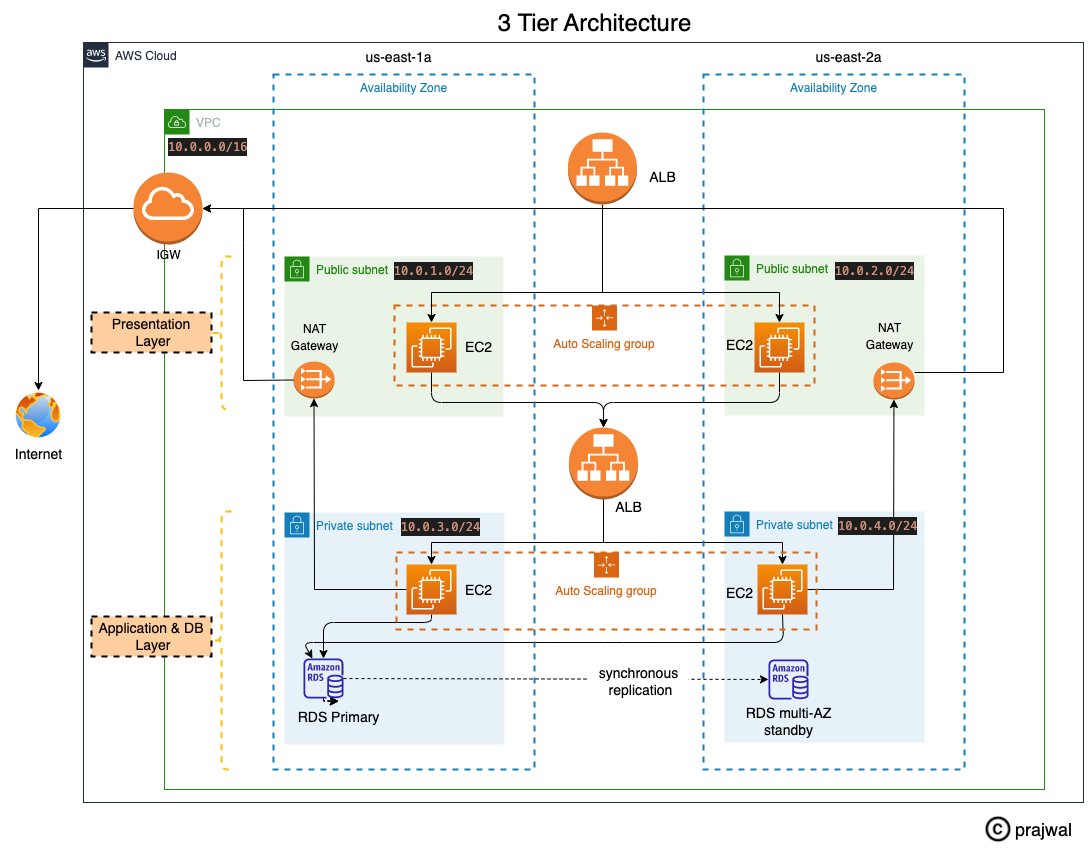 3 Tier Architecture
aws
AWS Cloud
us-east-1a
us-east-2a
Availability Zone
Availability Zone
VPC
10.0.0.0/16
ALB
IGW
Public subnet
10.0.1.0/24
Public subnet
10.0.2.0/24
Presentation
Layer
NAT
Gateway
EC2
Auto Scaling group
EC2
NAT
Gateway
Internet
ALB
Private subnet
10.0.3.0/24
Private subnet
10.0.4.0/24
EC2
Auto Scaling group
EC2
Application & DB
Layer
Amazon
RDS
RDS Primary
synchronous
replication
Amazon
RDS
RDS multi-AZ
standby
© prajwal